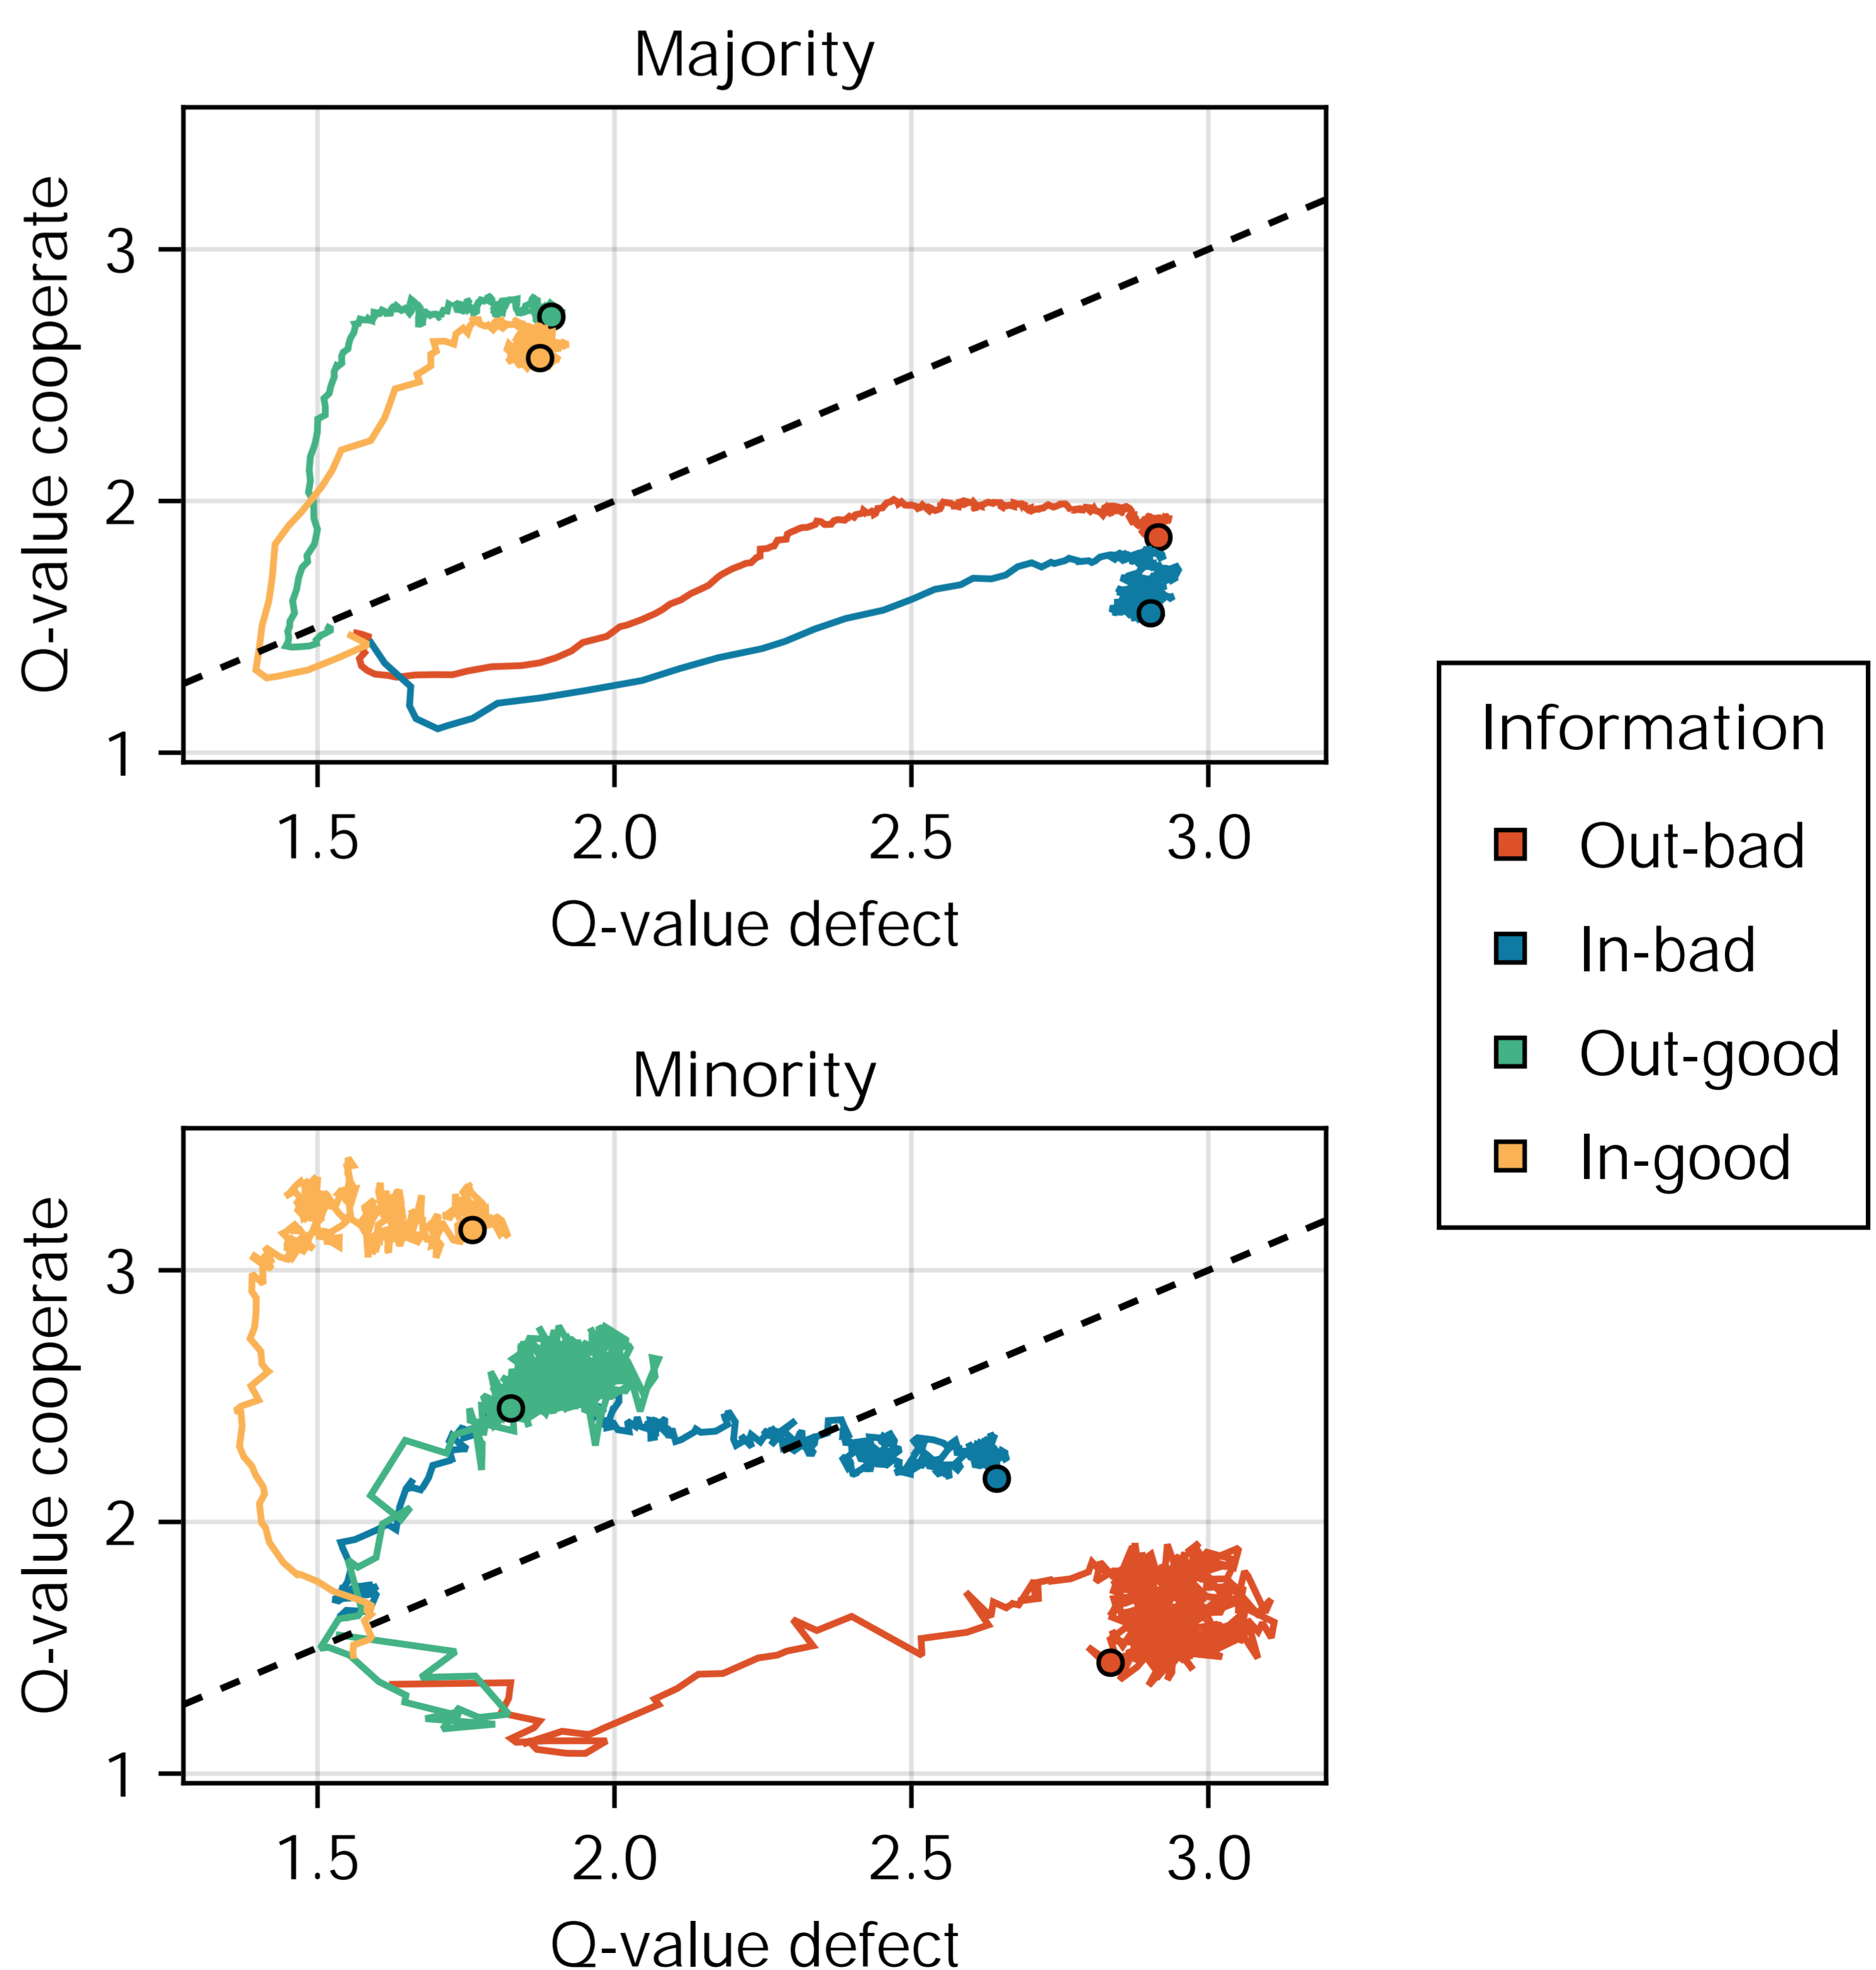 Majority
Q-value cooperate
3
2
1
1.5 2.0 2.5 3.0
Q-value defect
Minority
Q-value cooperate
3
2
1
1.5 2.0 2.5 3.0
Q-value defect
Information
Out-bad
In-bad
Out-good
In-good